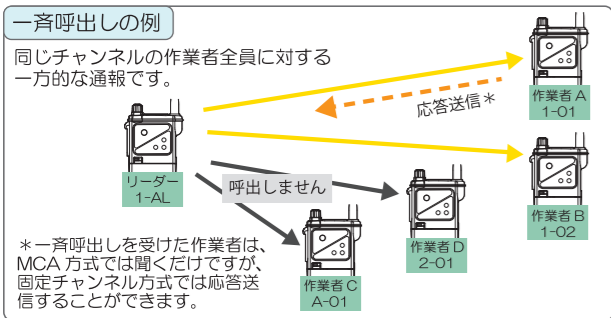 一斉呼出しの例
同じチャンネルの作業者全員に対する
一方的な通報です。
応答送信＊
作業者 A
1-01
リーダー
1-AL
呼出しません
作業者 B
1-02
作業者 D
2-01
作業者 C
A-01
＊一斉呼出しを受けた作業者は、
MCA 方式では聞くだけですが、
固定チャンネル方式では応答送
信することができます。